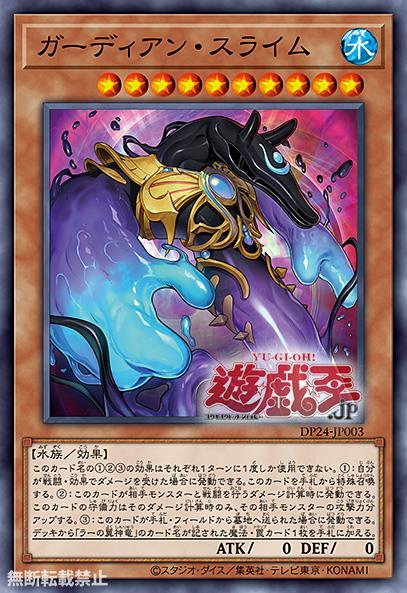 ガーディアン・スライム
水
YU-GI-OH!
遊戯王
.JP
DP24-JP003
【水族／効果】
このカード名の①②③の効果はそれぞれ１ターンに１度しか使用できない。①：自分
が戦闘・効果でダメージを受けた場合に発動できる。このカードを手札から特殊召喚
する。②：このカードが相手モンスターと戦闘を行うダメージ計算時に発動できる。
このカードの守備力はそのダメージ計算時のみ、その相手モンスターの攻撃力分
アップする。③：このカードが手札・フィールドから墓地へ送られた場合に発動できる。
デッキから「ラーの翼神竜」のカード名が記された魔法・罠カード１枚を手札に加える。
ATK/ 0 DEF/ 0
無断転載禁止
©スタジオ・ダイス／集英社・テレビ東京・KONAMI